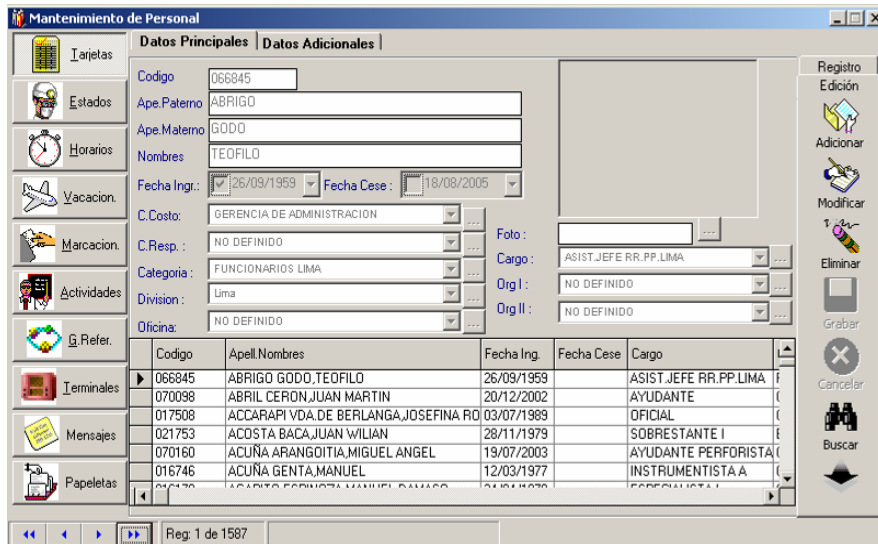 Mantenimiento de Personal
Tarjetas
Estados
Horarios
Vacacion.
Marcacion.
Actividades
G.Refer.
Terminales
Mensajes
Papeletas
Datos Principales
Datos Adicionales
Codigo 066845
Ape.Paterno ABRIGO
Ape.Materno GODO
Nombres TEOFILO
Fecha Ingr.: 26/09/1959 Fecha Cese : 18/08/2005
C.Costo: GERENCIA DE ADMINISTRACION ...
C.Resp. : NO DEFINIDO ...
Categoria : FUNCIONARIOS LIMA ...
Division : Lima ...
Oficina: NO DEFINIDO ...
Foto : ...
Cargo : ASIST.JEFE RR.PP.LIMA ...
Org I : NO DEFINIDO ...
Org II : NO DEFINIDO ...
Codigo Apell.Nombres Fecha Ing. Fecha Cese Cargo
066845 ABRIGO GODO,TEOFILO 26/09/1959 ASIST.JEFE RR.PP.LIMA
070098 ABRIL CERON,JUAN MARTIN 20/12/2002 AYUDANTE
017508 ACCARAPI VDA.DE BERLANGA,JOSEFINA RO 03/07/1989 OFICIAL
021753 ACOSTA BACA,JUAN WILIAN 28/11/1979 SOBRESTANTE I
070160 ACUÑA ARANGOITIA,MIGUEL ANGEL 19/07/2003 AYUDANTE PERFORISTA
016746 ACUÑA GENTA,MANUEL 12/03/1977 INSTRUMENTISTA A
Registro
Edición
Adicionar
Modificar
Eliminar
Grabar
Cancelar
Buscar
Reg: 1 de 1587